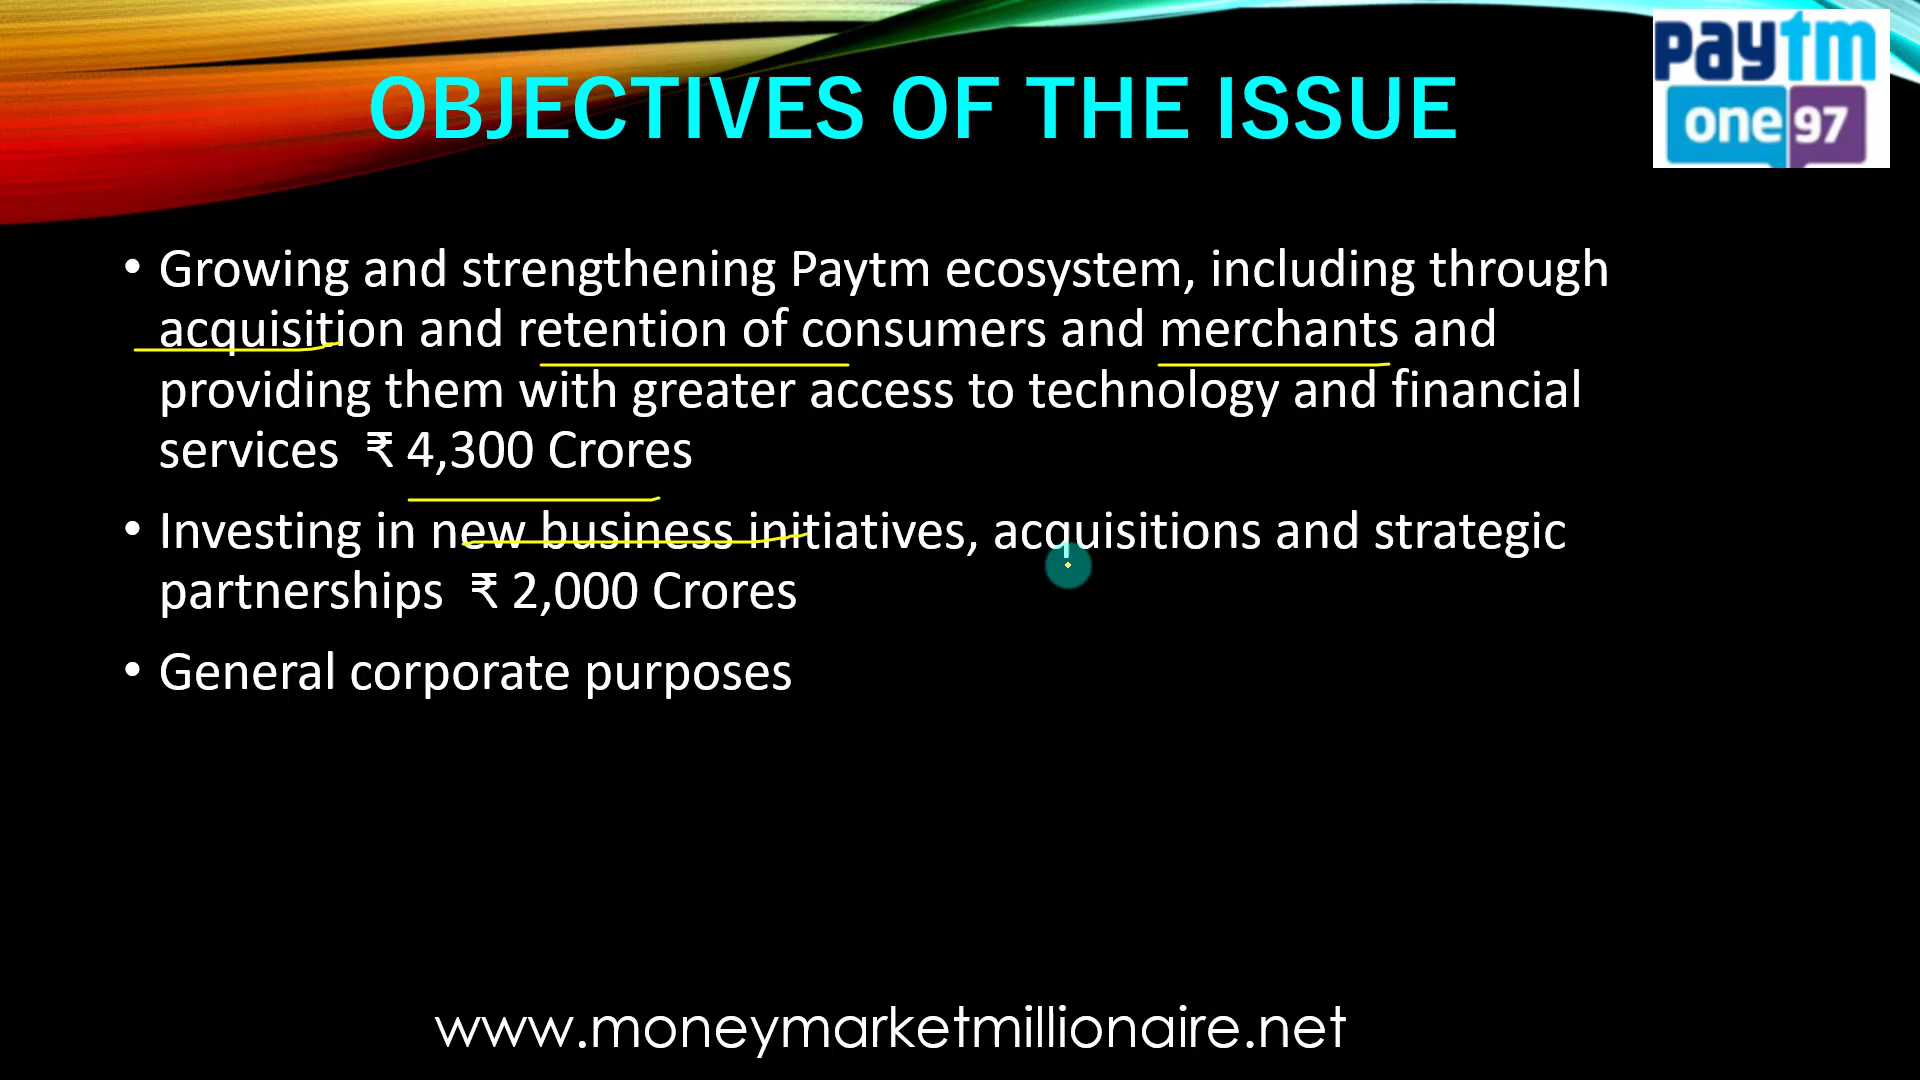 paytm
one97
OBJECTIVES OF THE ISSUE
• Growing and strengthening Paytm ecosystem, including through
acquisition and retention of consumers and merchants and
providing them with greater access to technology and financial
services ₹ 4,300 Crores
• Investing in new business initiatives, acquisitions and strategic
partnerships ₹ 2,000 Crores
• General corporate purposes
www.moneymarketmillionaire.net